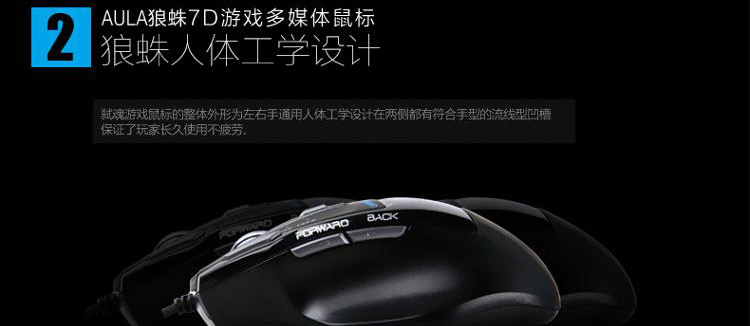 2
AULA狼蛛7D游戏多媒体鼠标
狼蛛人体工学设计
弑魂游戏鼠标的整体外形为左右手通用人体工学设计在两侧都有符合手型的流线型凹槽
保证了玩家长久使用不疲劳.
FORWARD BACK